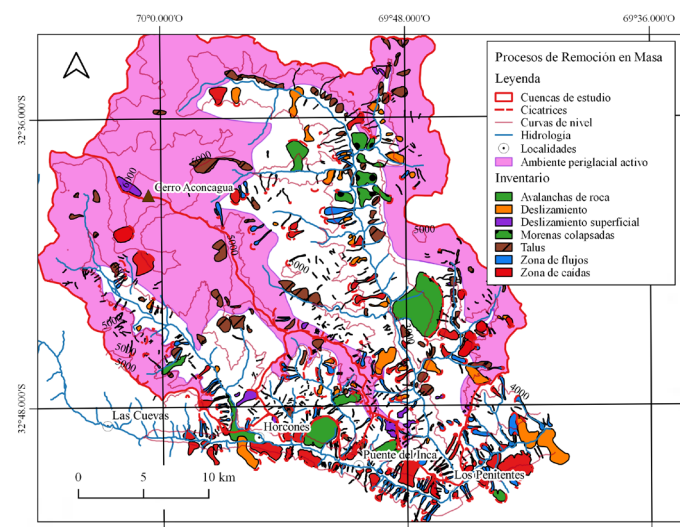 70°0.000'O
69°48.000'O
69°36.000'O
32°36.000'S
32°48.000'S
Procesos de Remoción en Masa
Leyenda
Cuencas de estudio
Cicatrices
Curvas de nivel
Hidrología
Localidades
Ambiente periglacial activo
Inventario
Avalanchas de roca
Deslizamiento
Deslizamiento superficial
Morenas colapsadas
Talus
Zona de flujos
Zona de caídas
5000
6000
Cerro Aconcagua
5000
5000
5000
5000
5000
5000
4000
Las Cuevas
Horcones
Puente del Inca
Los Penitentes
0 5 10 km